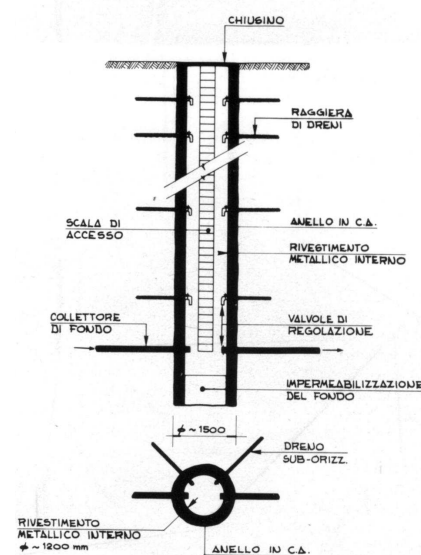 CHIUSINO
RAGGIERA
DI DRENI
SCALA DI
ACCESSO
ANELLO IN C.A.
RIVESTIMENTO
METALLICO INTERNO
COLLETTORE
DI FONDO
VALVOLE DI
REGOLAZIONE
IMPERMEABILIZZAZIONE
DEL FONDO
ϕ ~ 1500
DRENO
SUB-ORIZZ.
RIVESTIMENTO
METALLICO INTERNO
ϕ ~ 1200 mm
ANELLO IN C.A.